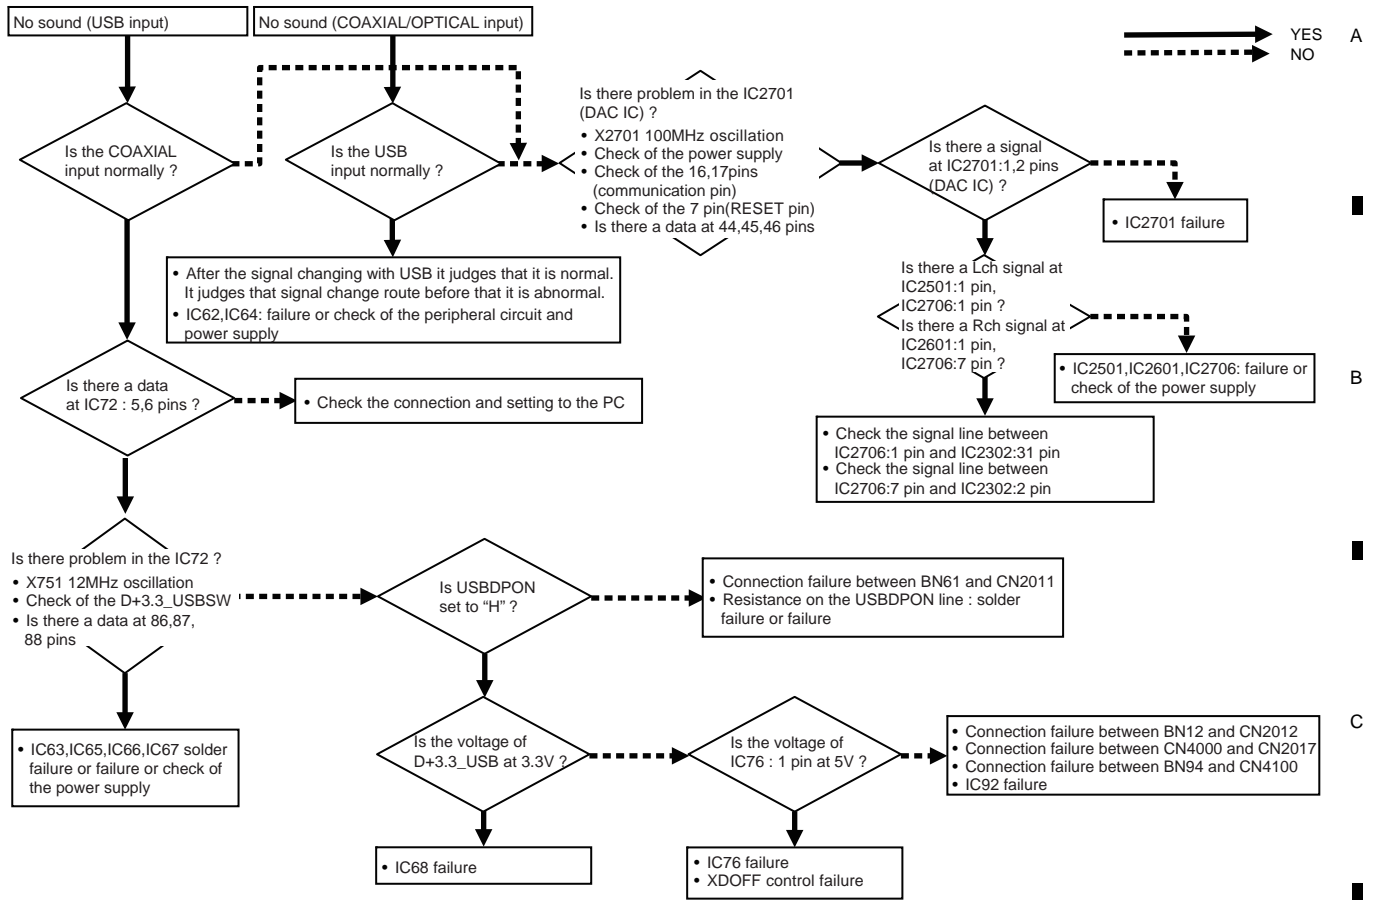 No sound (USB input)
No sound (COAXIAL/OPTICAL input)
YES
NO
A
Is the COAXIAL
input normally ?
Is the USB
input normally ?
Is there problem in the IC2701
(DAC IC) ?
• X2701 100MHz oscillation
• Check of the power supply
• Check of the 16,17pins
(communication pin)
• Check of the 7 pin(RESET pin)
• Is there a data at 44,45,46 pins
Is there a signal
at IC2701:1,2 pins
(DAC IC) ?
• IC2701 failure
• After the signal changing with USB it judges that it is normal.
It judges that signal change route before that it is abnormal.
• IC62,IC64: failure or check of the peripheral circuit and
power supply
Is there a Lch signal at
IC2501:1 pin,
IC2706:1 pin ?
Is there a Rch signal at
IC2601:1 pin,
IC2706:7 pin ?
• IC2501,IC2601,IC2706: failure or
check of the power supply
B
Is there a data
at IC72 : 5,6 pins ?
• Check the connection and setting to the PC
• Check the signal line between
IC2706:1 pin and IC2302:31 pin
• Check the signal line between
IC2706:7 pin and IC2302:2 pin
Is there problem in the IC72 ?
• X751 12MHz oscillation
• Check of the D+3.3_USBSW
• Is there a data at 86,87,
88 pins
Is USBDPON
set to “H” ?
• Connection failure between BN61 and CN2011
• Resistance on the USBDPON line : solder
failure or failure
• IC63,IC65,IC66,IC67 solder
failure or failure or check of
the power supply
Is the voltage of
D+3.3_USB at 3.3V ?
Is the voltage of
IC76 : 1 pin at 5V ?
• Connection failure between BN12 and CN2012
• Connection failure between CN4000 and CN2017
• Connection failure between BN94 and CN4100
• IC92 failure
C
• IC68 failure
• IC76 failure
• XDOFF control failure